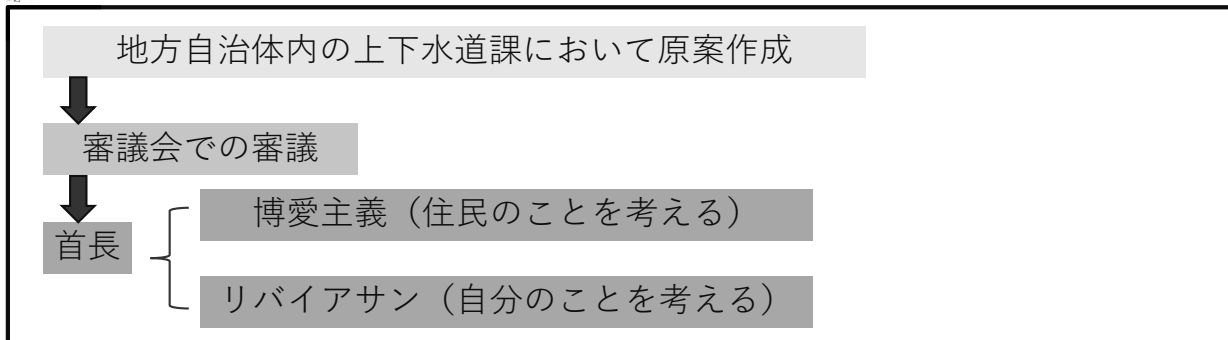 地方自治体内の上下水道課において原案作成
審議会での審議
博愛主義（住民のことを考える）
首長
リバイアサン（自分のことを考える）